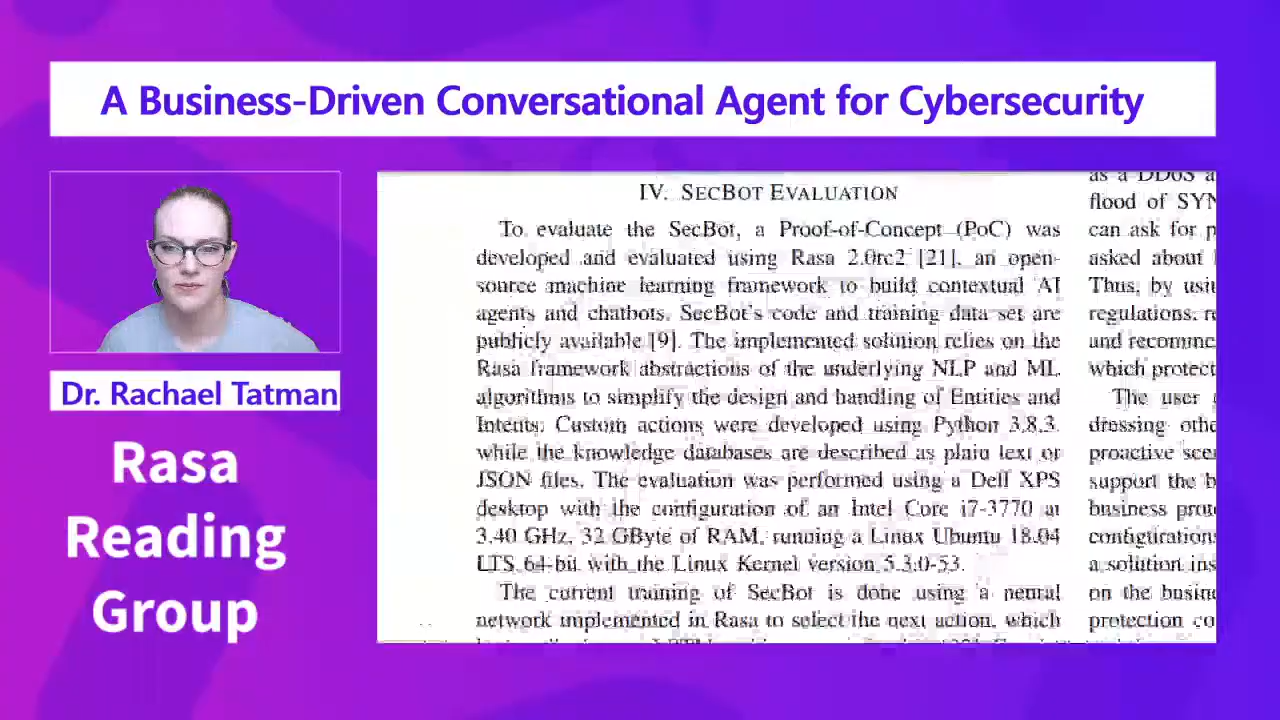 A Business-Driven Conversational Agent for Cybersecurity
Dr. Rachael Tatman
Rasa
Reading
Group
IV. SECBOT EVALUATION
To evaluate the SecBot, a Proof-of-Concept (PoC) was
developed and evaluated using Rasa 2.0rc2 [21], an open-
source machine learning framework to build contextual AI
agents and chatbots. SecBot's code and training data set are
publicly available [9]. The implemented solution relies on the
Rasa framework abstractions of the underlying NLP and ML
algorithms to simplify the design and handling of Entities and
Intents. Custom actions were developed using Python 3.8.3.
while the knowledge databases are described as plain text or
JSON files. The evaluation was performed using a Dell XPS
desktop with the configuration of an Intel Core i7-3770 at
3.40 GHz, 32 GByte of RAM, running a Linux Ubuntu 18.04
LTS 64-bit with the Linux Kernel version 5.3.0-53.
The current training of SecBot is done using a neural
network implemented in Rasa to select the next action, which
as a DDoS a
flood of SYN
can ask for p
asked about
Thus, by usin
regulations, r
and recomme
which protect
The user
dressing othe
proactive sce
support the b
business prot
configurations
a solution ins
on the busine
protection co